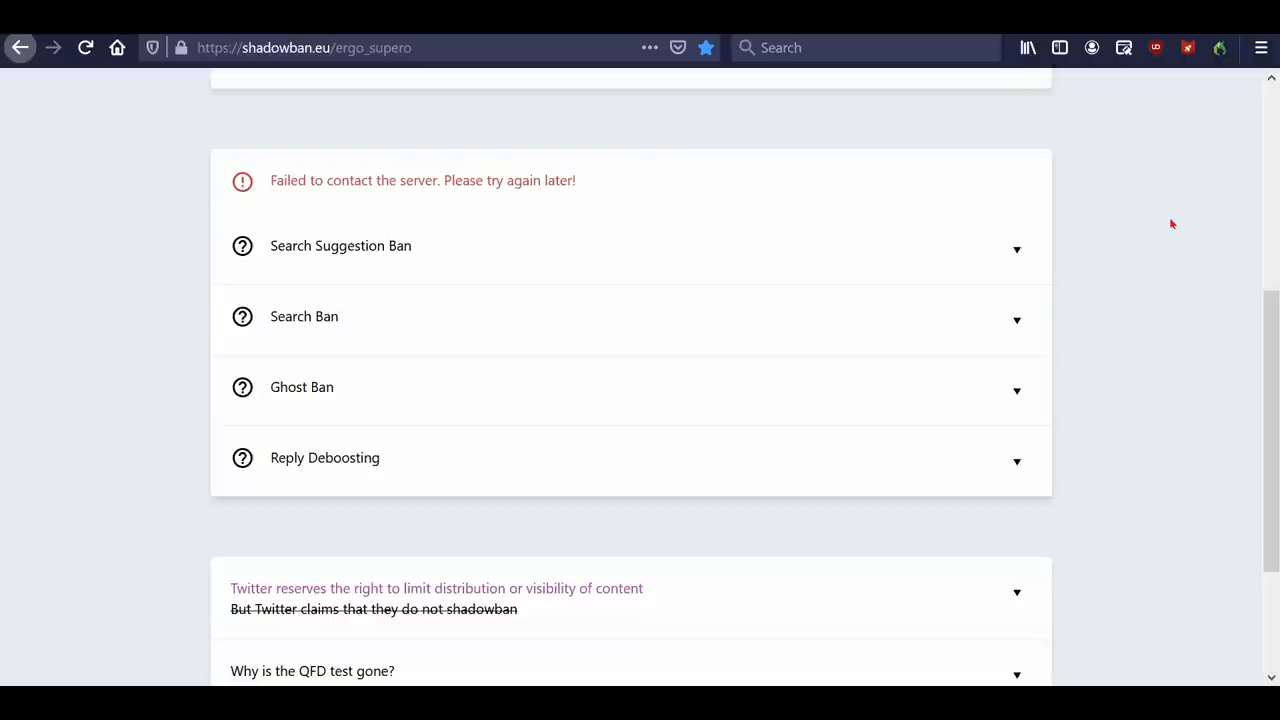 https://shadowban.eu/ergo_supero
Search
Failed to contact the server. Please try again later!
Search Suggestion Ban
Search Ban
Ghost Ban
Reply Deboosting
Twitter reserves the right to limit distribution or visibility of content
But Twitter claims that they do not shadowban
Why is the QFD test gone?